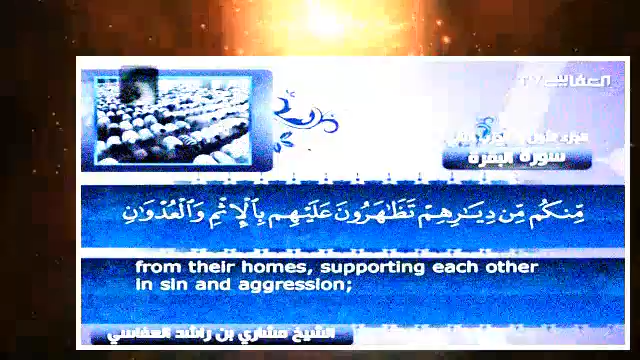 العفاسي TV
سورة البقرة
مِّنكُم مِّن دِيَـٰرِهِمْ تَظَـٰهَرُونَ عَلَيْهِم بِٱلْإِثْمِ وَٱلْعُدْوَٰنِ
from their homes, supporting each other
in sin and aggression;
الشيخ مشاري بن راشد العفاسي